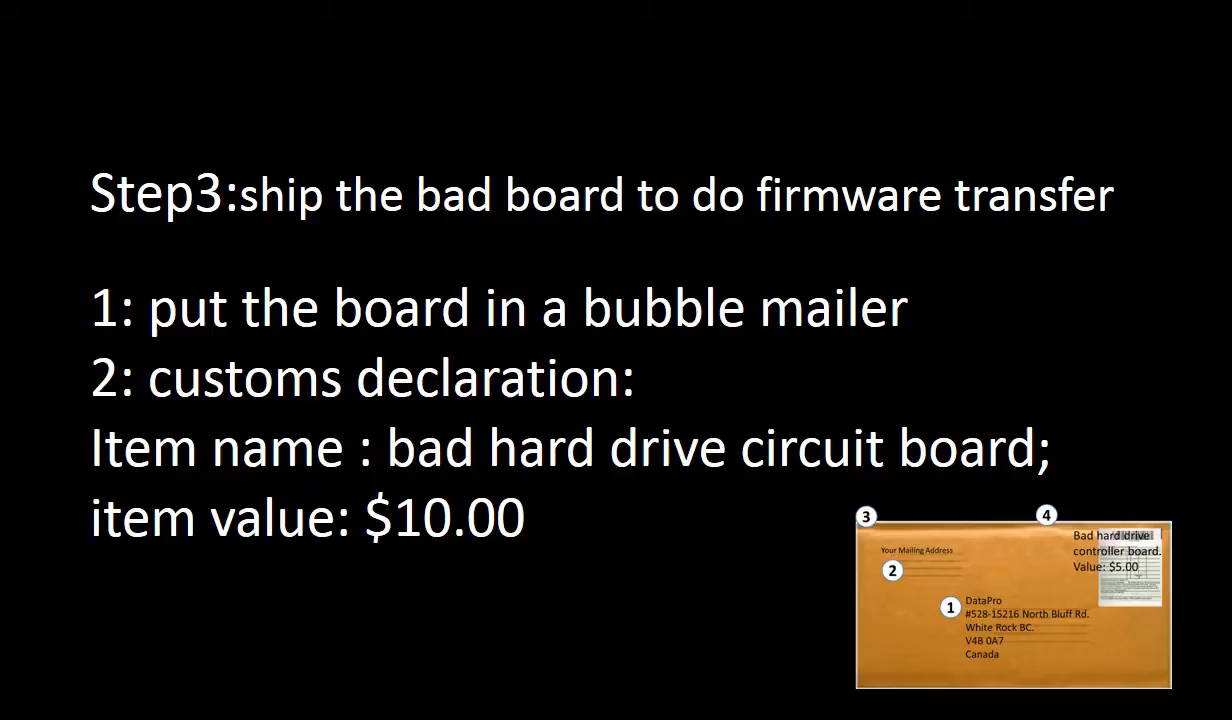 Step3:ship the bad board to do firmware transfer
1: put the board in a bubble mailer
2: customs declaration:
Item name : bad hard drive circuit board;
item value: $10.00
3
4
Bad hard drive
controller board.
Value: $5.00
Your Mailing Address
2
1
DataPro
#528-15216 North Bluff Rd.
White Rock BC.
V4B 0A7
Canada